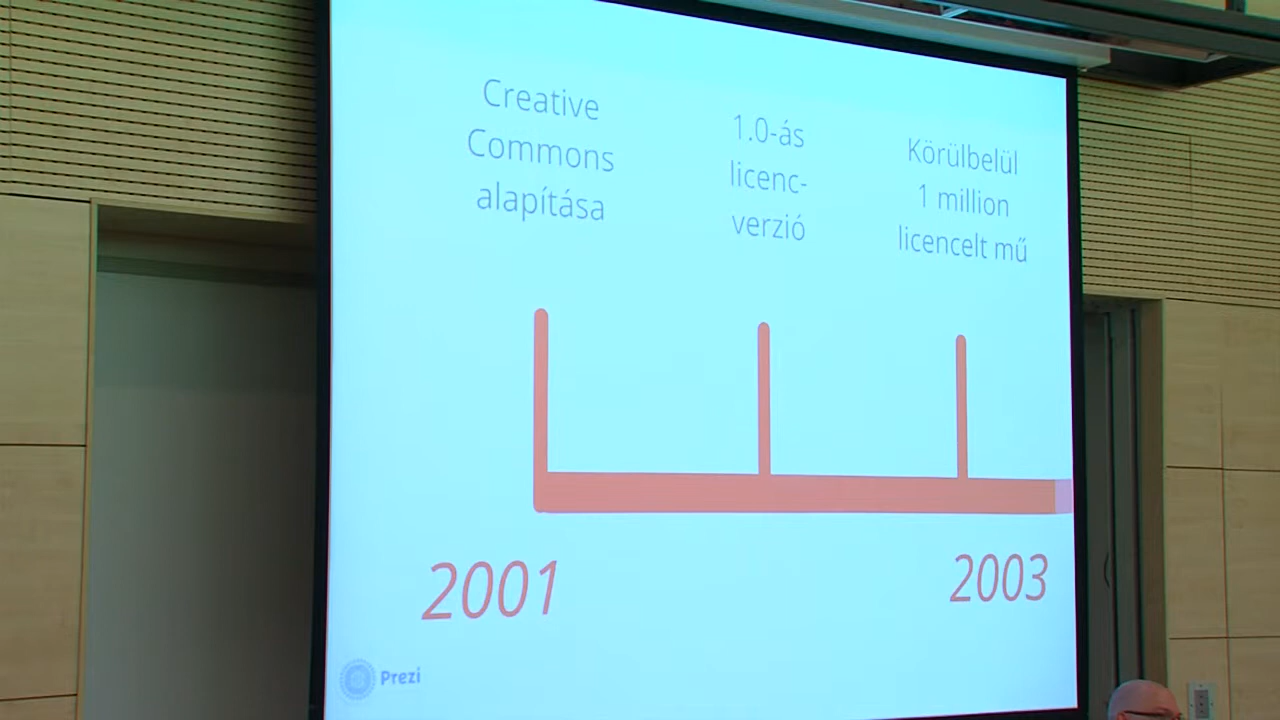 Creative
Commons
alapítása
1.0-ás
licenc-
verzió
Körülbelül
1 million
licencelt mű
2001
2003
Prezi